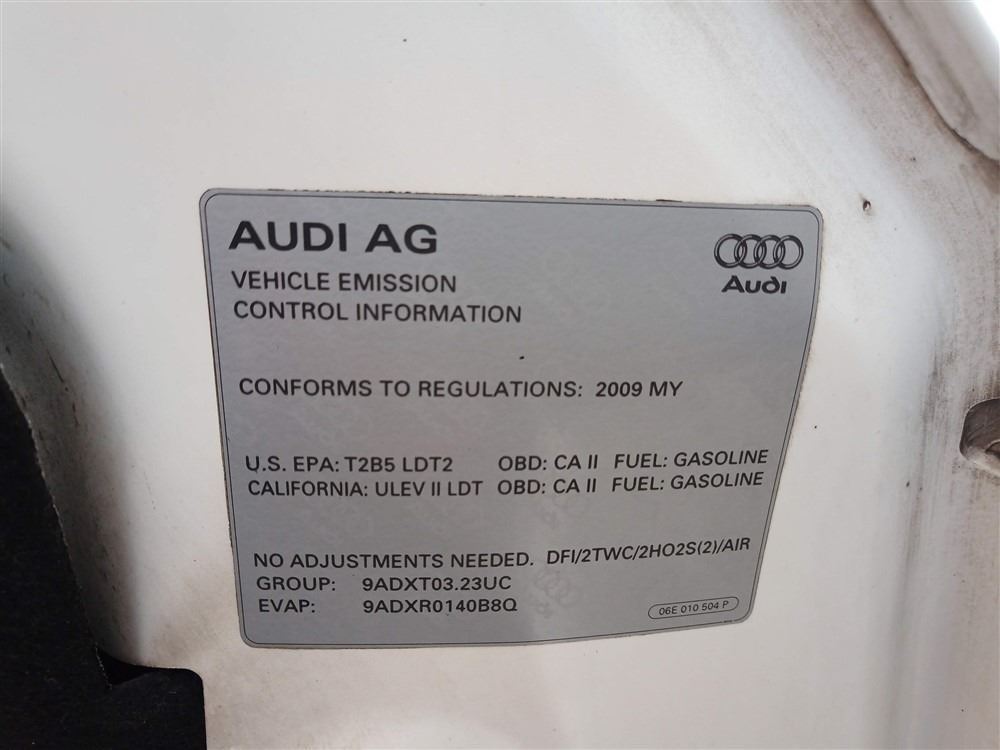 AUDI AG
Audi
VEHICLE EMISSION
CONTROL INFORMATION
CONFORMS TO REGULATIONS: 2009 MY
U.S. EPA: T2B5 LDT2 OBD: CA II FUEL: GASOLINE
CALIFORNIA: ULEV II LDT OBD: CA II FUEL: GASOLINE
NO ADJUSTMENTS NEEDED. DFI/2TWC/2HO2S(2)/AIR
GROUP: 9ADXT03.23UC
EVAP: 9ADXR0140B8Q
06E 010 504 P